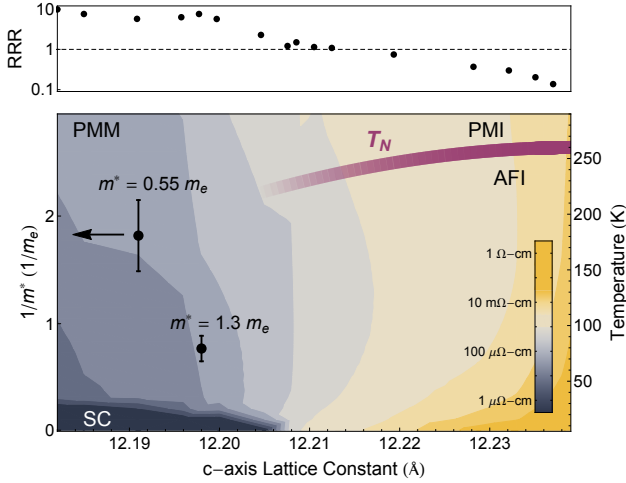 10
1
0.1
RRR
PMM
PMI
T_N
AFI
m* = 0.55 m_e
m* = 1.3 m_e
SC
2
1
0
1/m* (1/m_e)
250
200
150
100
50
Temperature (K)
1 Ω−cm
10 mΩ−cm
100 μΩ−cm
1 μΩ−cm
12.19
12.20
12.21
12.22
12.23
c−axis Lattice Constant (Å)